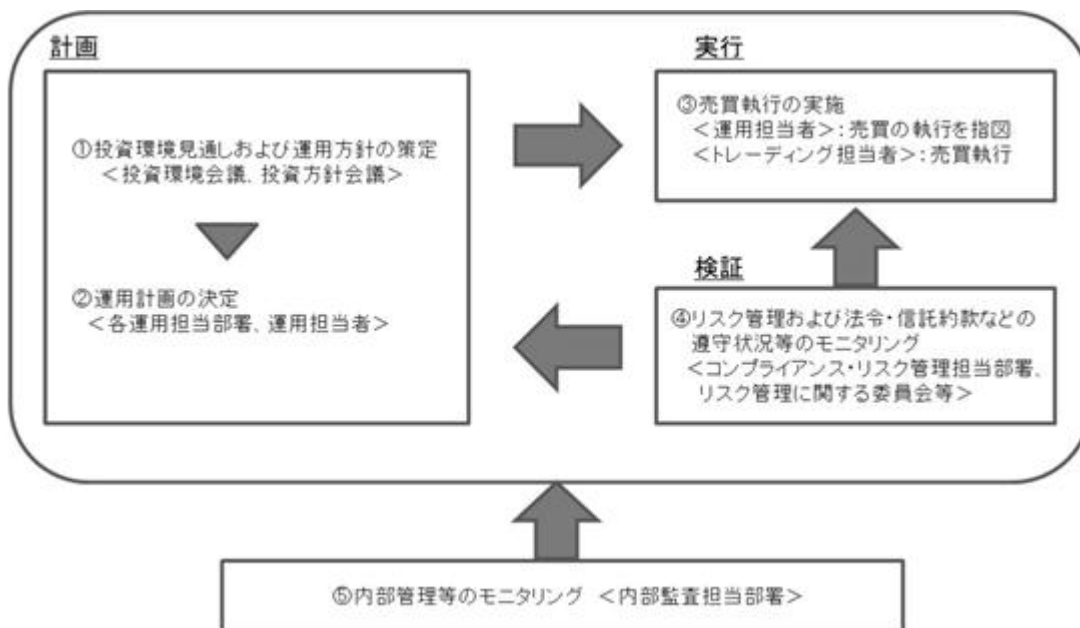 計画
①投資環境見通しおよび運用方針の策定
＜投資環境会議、投資方針会議＞
②運用計画の決定
＜各運用担当部署、運用担当者＞
実行
③売買執行の実施
＜運用担当者＞：売買の執行を指図
＜トレーディング担当者＞：売買執行
検証
④リスク管理および法令・信託約款などの
遵守状況等のモニタリング
＜コンプライアンス・リスク管理担当部署、
リスク管理に関する委員会等＞
⑤内部管理等のモニタリング ＜内部監査担当部署＞